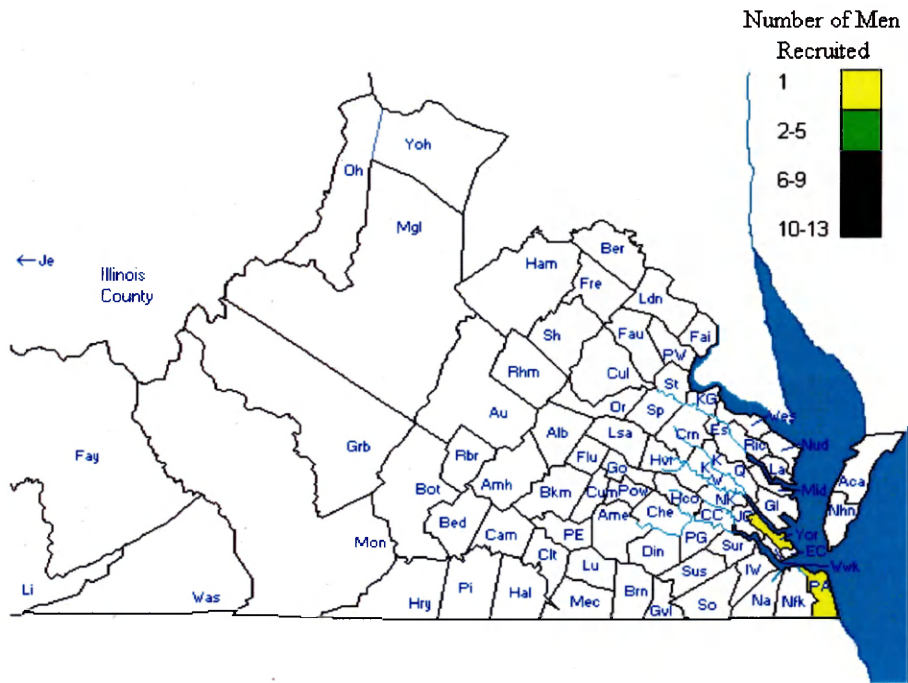 Number of Men
Recruited
1
2-5
6-9
10-13
Yoh
Oh
Mgl
←Je
Illinois
County
Ham
Ber
Fre
Ldn
Sh
Fau
Fai
PW
Rhm
Cul
St
KG
Wes
Au
Or
Sp
Es
Ric
Nud
Grb
Alb
Lsa
Crn
La
Fay
Rbr
Flu
Go
Hvr
K
K
Q
W
Mid
Aca
Bot
Amh
Bkm
Cum
Pow
Hco
NK
Gl
Nhn
Bed
Cam
Ame
Che
CC
JC
Yor
Mon
PE
Din
PG
Sur
EC
Clt
Lu
IW
Wwk
Li
Was
Hry
Pi
Hal
Mec
Brn
Gvl
Sus
So
Na
Nfk
PA